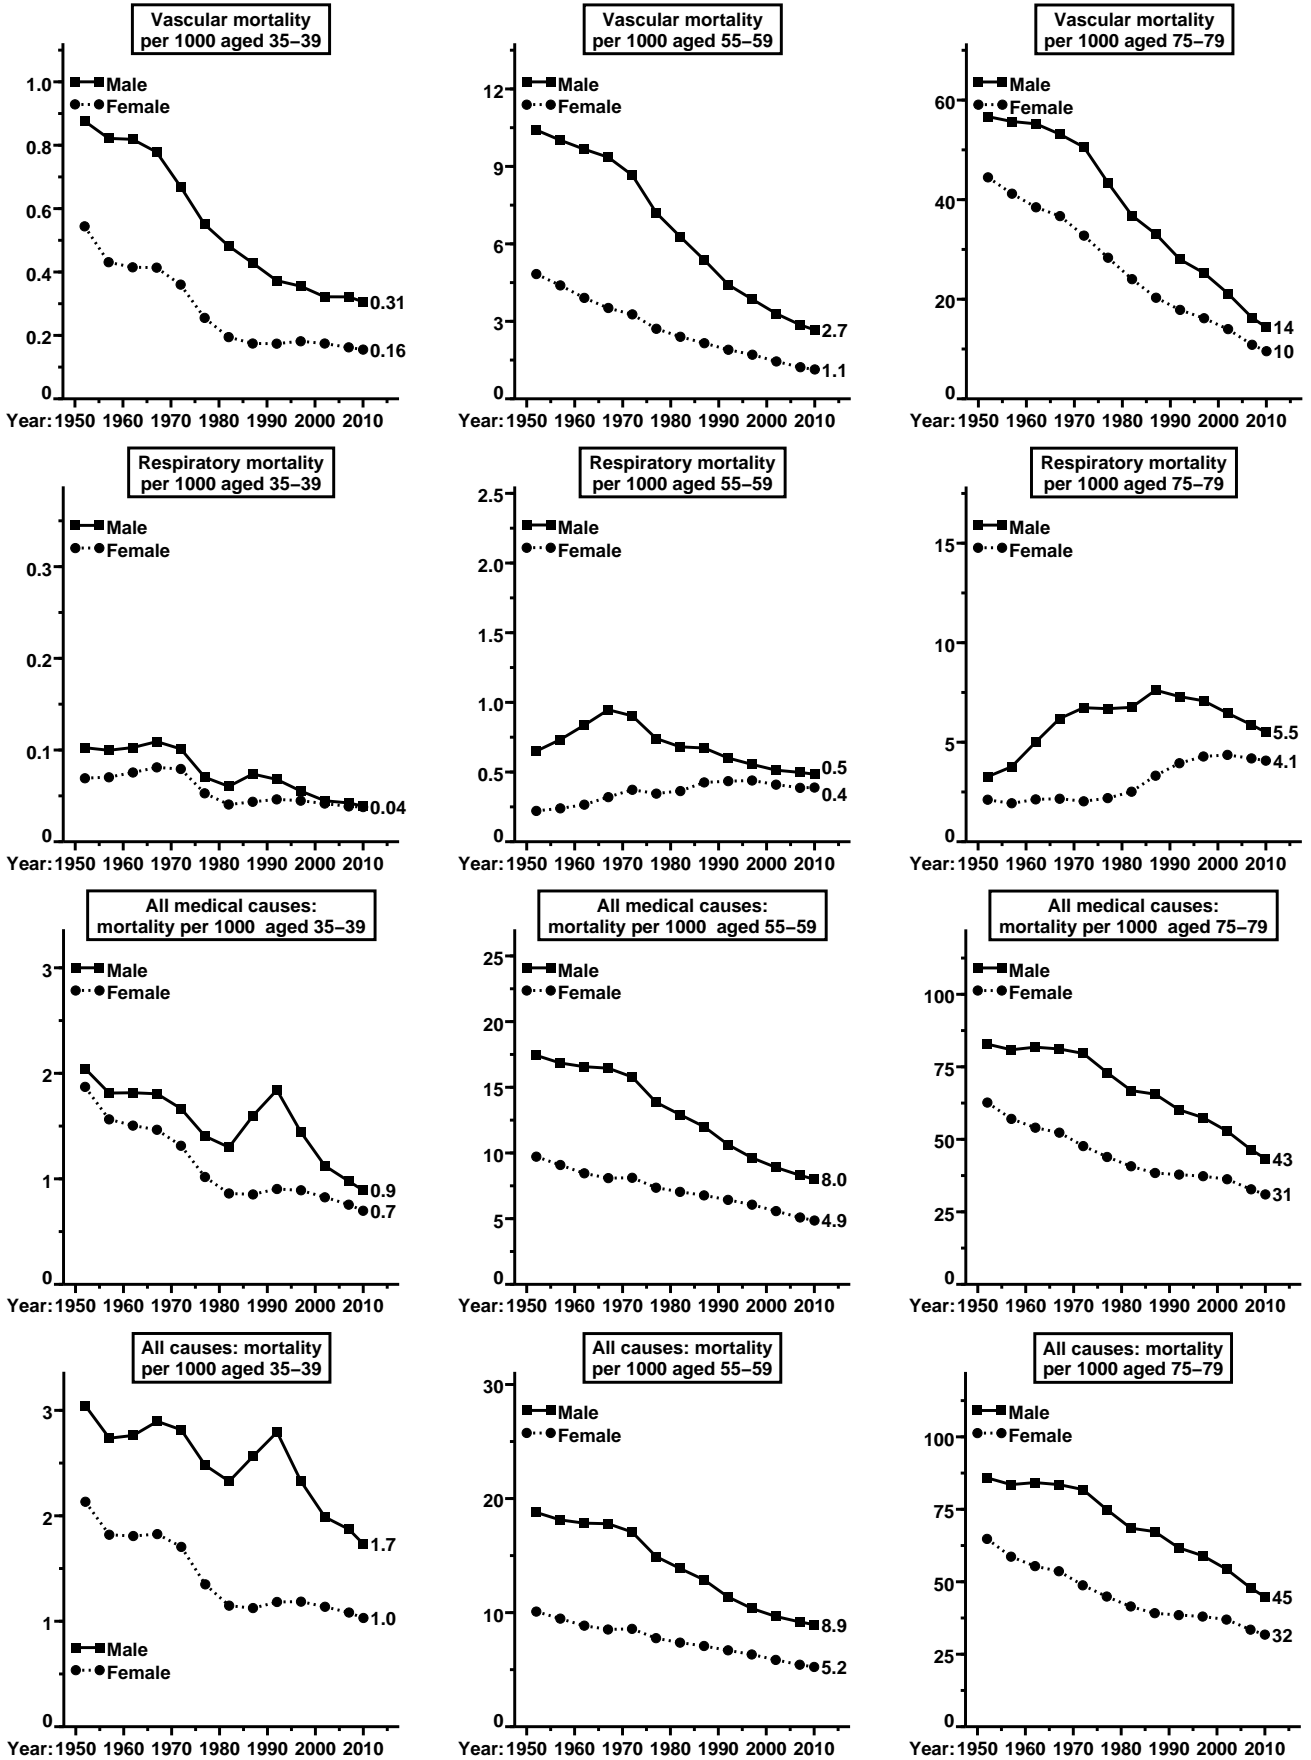 Vascular mortality
per 1000 aged 35–39
1.0
Male
Female
0.8
0.6
0.4
0.31
0.2
0.16
0
Year: 1950 1960 1970 1980 1990 2000 2010
Vascular mortality
per 1000 aged 55–59
12
Male
Female
9
6
3
2.7
1.1
0
Year: 1950 1960 1970 1980 1990 2000 2010
Vascular mortality
per 1000 aged 75–79
Male
60
Female
40
20
14
10
0
Year: 1950 1960 1970 1980 1990 2000 2010
Respiratory mortality
per 1000 aged 35–39
Male
Female
0.3
0.2
0.1
0.04
0
Year: 1950 1960 1970 1980 1990 2000 2010
Respiratory mortality
per 1000 aged 55–59
2.5
Male
Female
2.0
1.5
1.0
0.5
0.5
0.4
0
Year: 1950 1960 1970 1980 1990 2000 2010
Respiratory mortality
per 1000 aged 75–79
Male
15
Female
10
5
5.5
4.1
0
Year: 1950 1960 1970 1980 1990 2000 2010
All medical causes:
mortality per 1000 aged 35–39
3
Male
Female
2
1
0.9
0.7
0
Year: 1950 1960 1970 1980 1990 2000 2010
All medical causes:
mortality per 1000 aged 55–59
25
Male
Female
20
15
10
8.0
5
4.9
0
Year: 1950 1960 1970 1980 1990 2000 2010
All medical causes:
mortality per 1000 aged 75–79
Male
100
Female
75
50
43
31
25
0
Year: 1950 1960 1970 1980 1990 2000 2010
All causes: mortality
per 1000 aged 35–39
3
2
1.7
1
1.0
Male
Female
0
Year: 1950 1960 1970 1980 1990 2000 2010
All causes: mortality
per 1000 aged 55–59
30
Male
Female
20
10
8.9
5.2
0
Year: 1950 1960 1970 1980 1990 2000 2010
All causes: mortality
per 1000 aged 75–79
Male
100
Female
75
50
45
32
25
0
Year: 1950 1960 1970 1980 1990 2000 2010